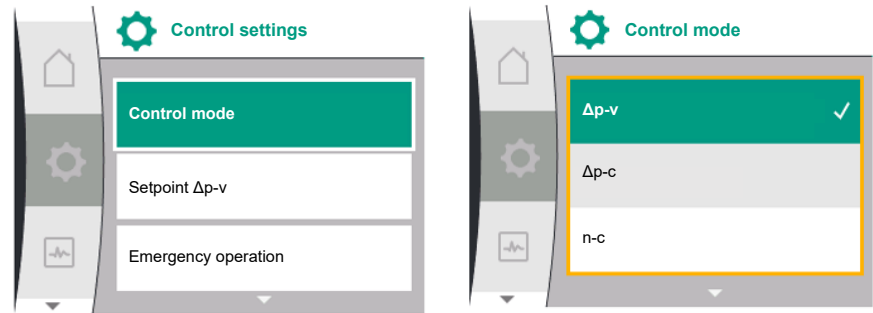 Control settings
Control mode
Setpoint Δp-v
Emergency operation
Control mode
Δp-v
Δp-c
n-c